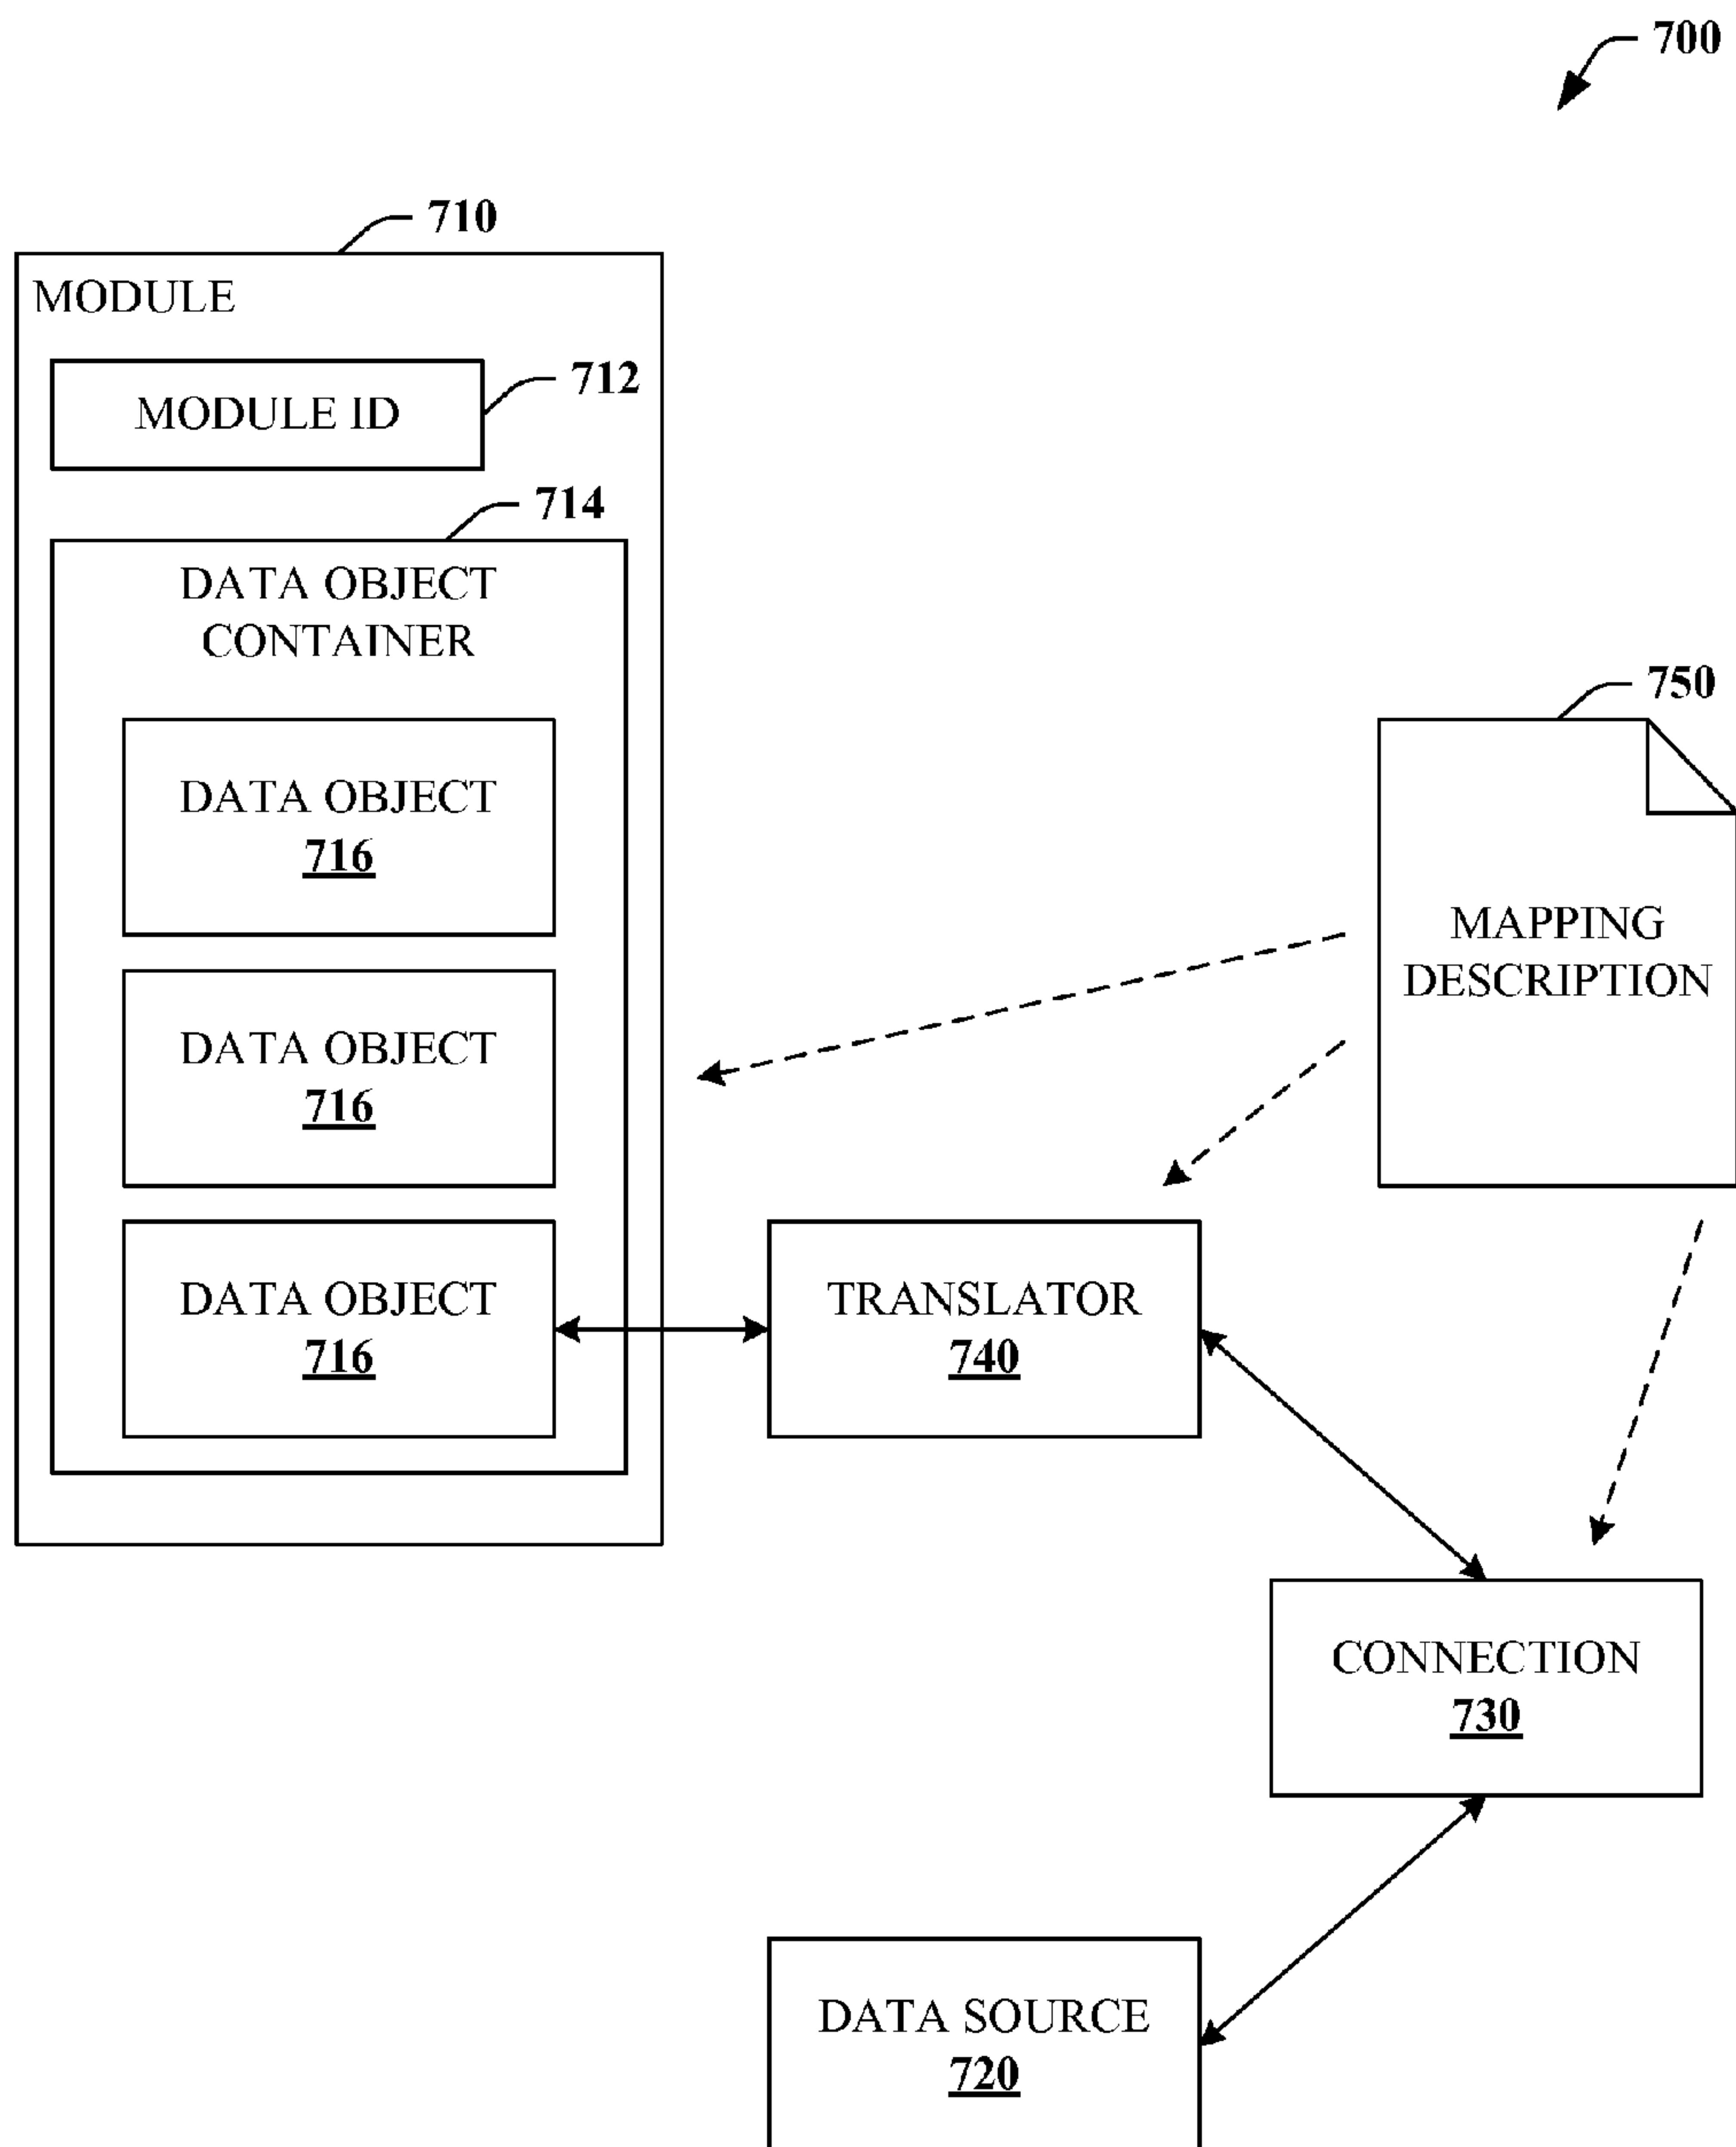 700
710
MODULE
712
MODULE ID
714
DATA OBJECT
CONTAINER
750
DATA OBJECT
716
MAPPING
DESCRIPTION
DATA OBJECT
716
DATA OBJECT
716
TRANSLATOR
740
CONNECTION
730
DATA SOURCE
720